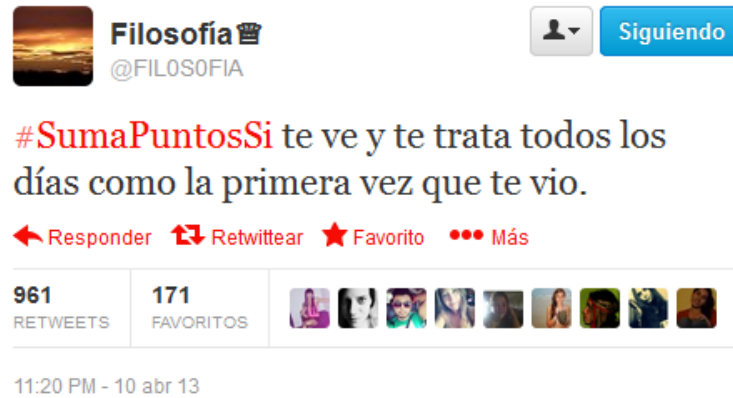 Filosofía♛
@FIL0S0FIA
Siguiendo
#SumaPuntosSi te ve y te trata todos los
días como la primera vez que te vio.
Responder Retwittear Favorito Más
961 171
RETWEETS FAVORITOS
11:20 PM - 10 abr 13